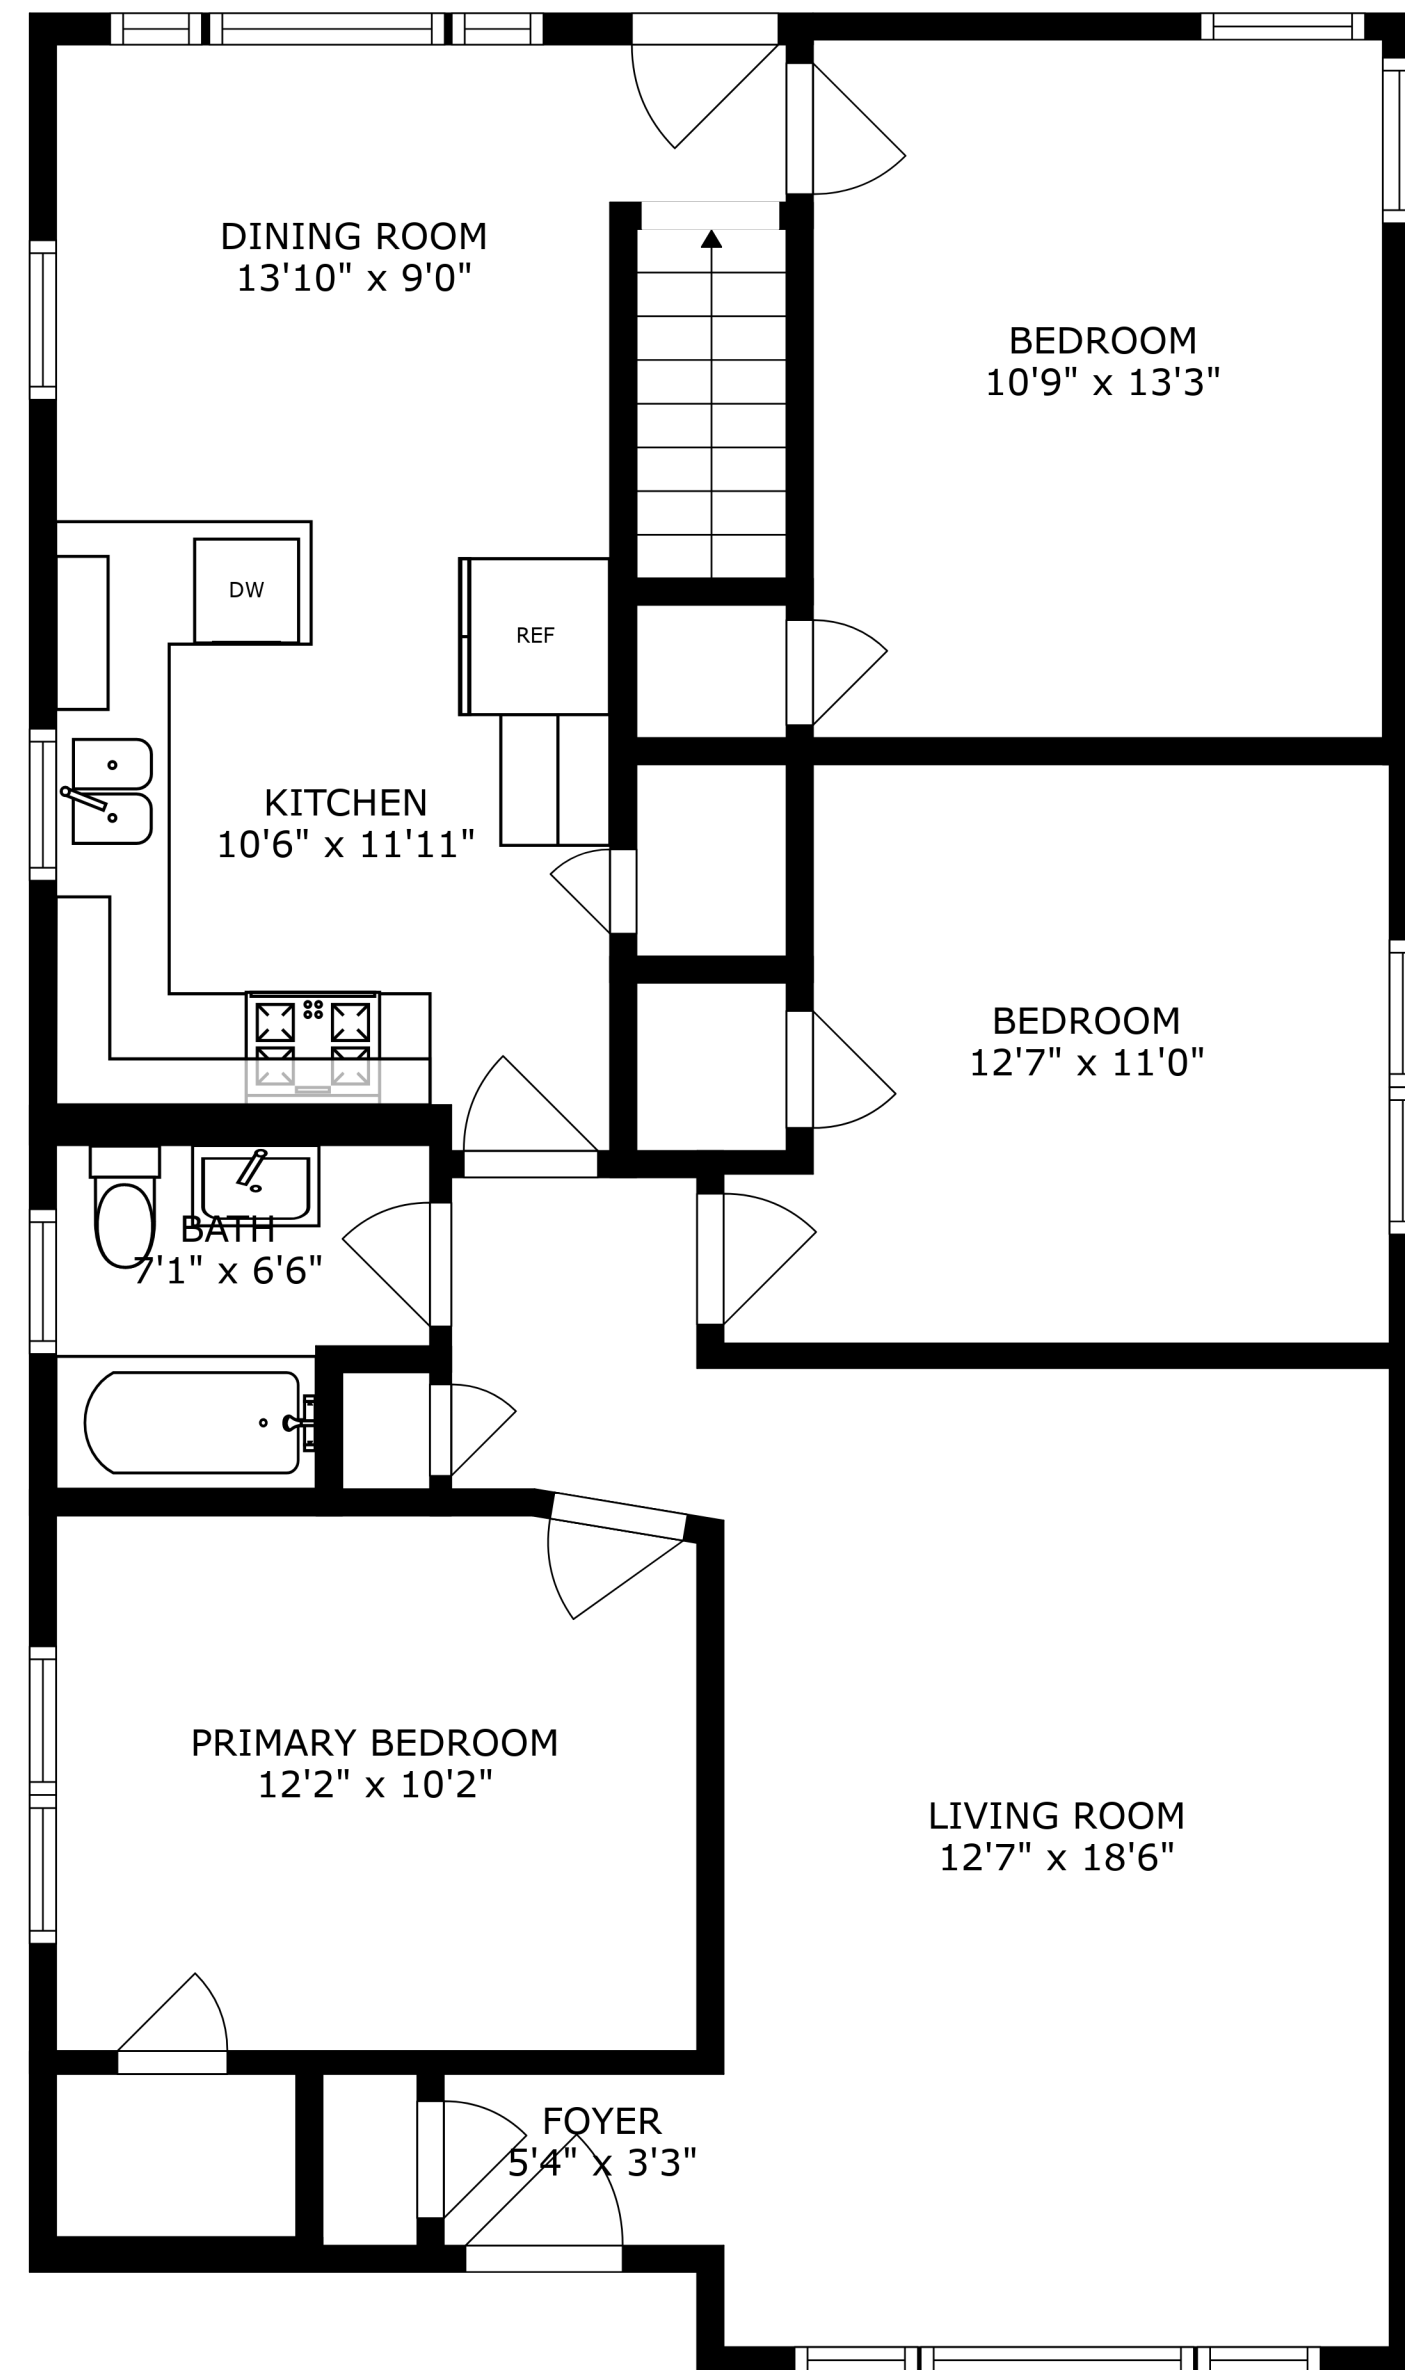 DINING ROOM
13'10" x 9'0"
BEDROOM
10'9" x 13'3"
DW
REF
KITCHEN
10'6" x 11'11"
BEDROOM
12'7" x 11'0"
BATH
7'1" x 6'6"
PRIMARY BEDROOM
12'2" x 10'2"
LIVING ROOM
12'7" x 18'6"
FOYER
5'4" x 3'3"